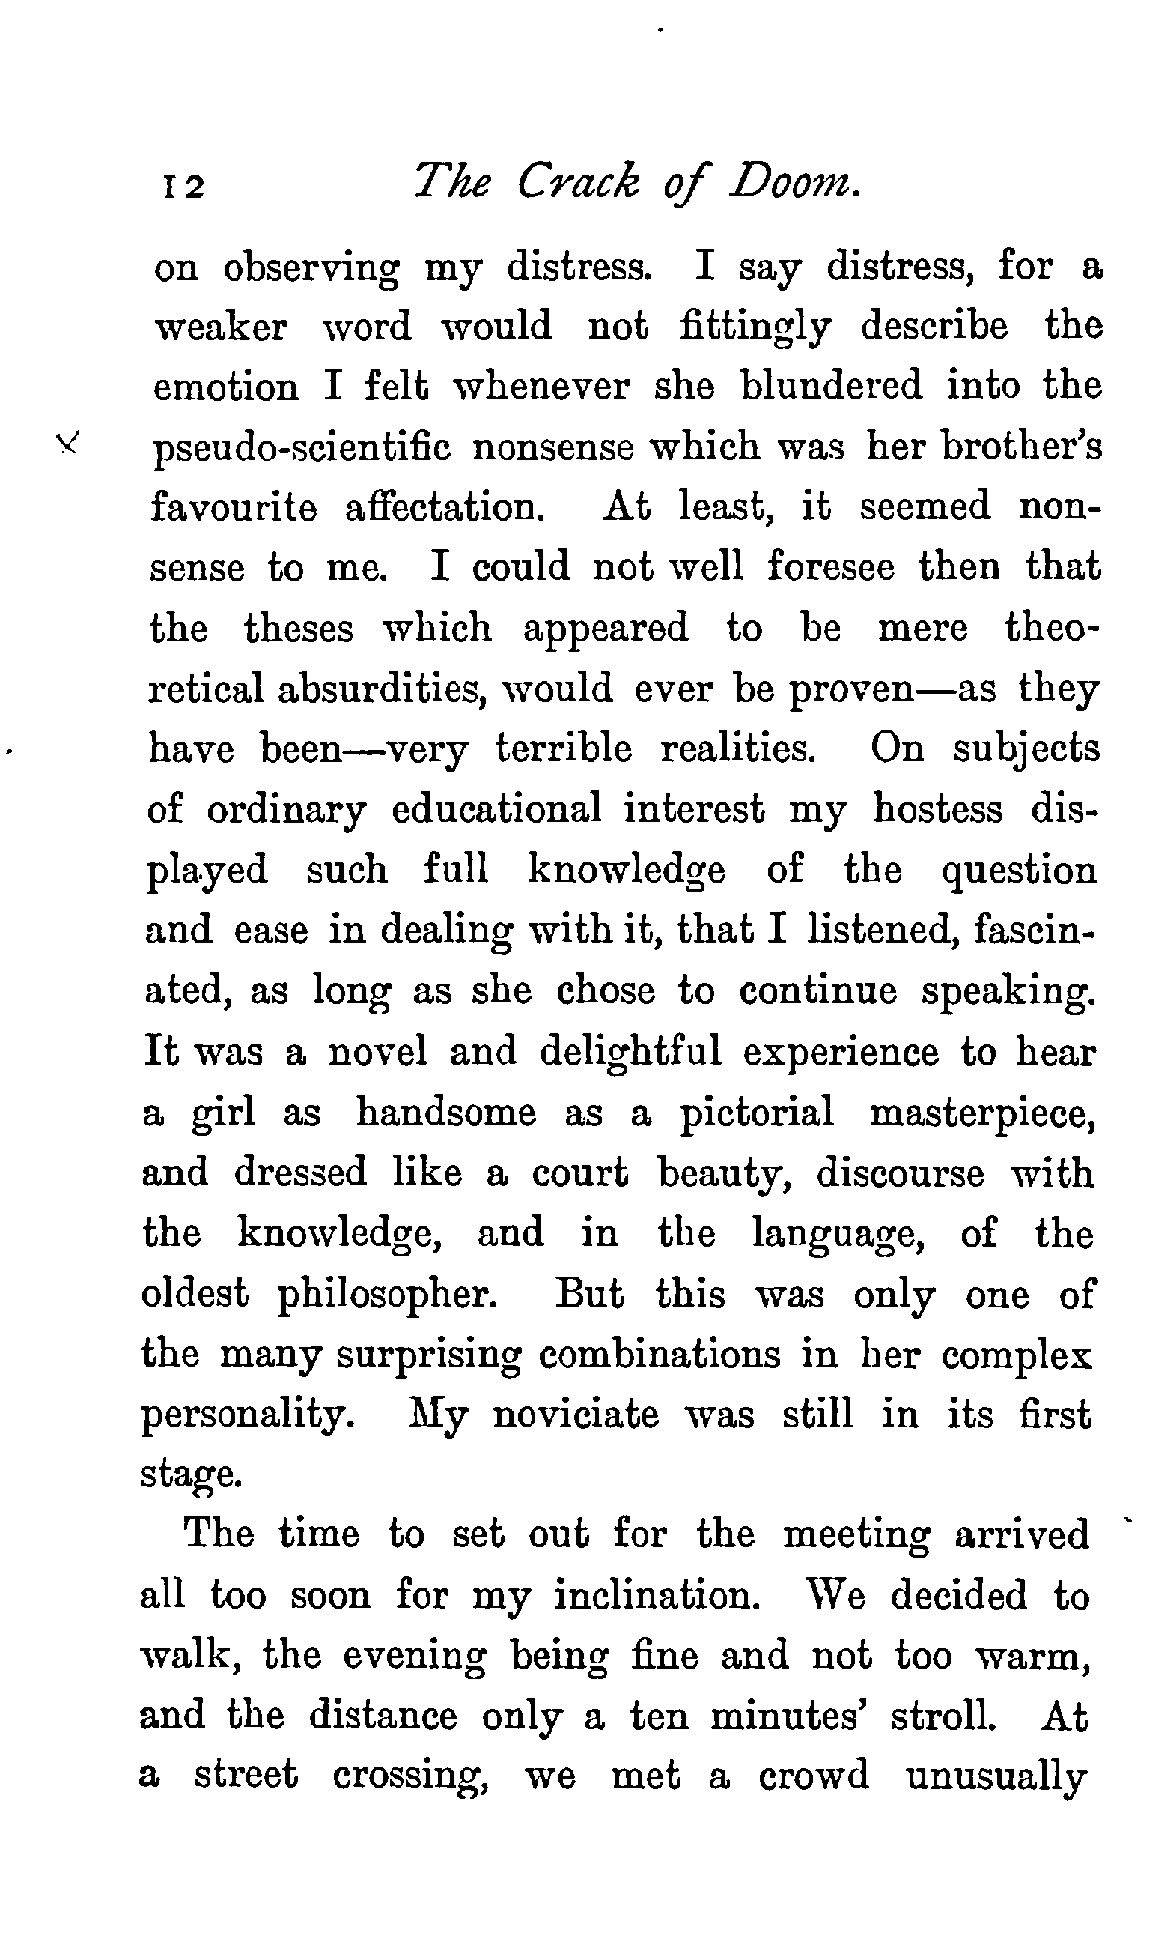 12 The Crack of Doom.
on observing my distress. I say distress, for a
weaker word would not fittingly describe the
emotion I felt whenever she blundered into the
pseudo-scientific nonsense which was her brother's
favourite affectation. At least, it seemed non-
sense to me. I could not well foresee then that
the theses which appeared to be mere theo-
retical absurdities, would ever be proven—as they
have been—very terrible realities. On subjects
of ordinary educational interest my hostess dis-
played such full knowledge of the question
and ease in dealing with it, that I listened, fascin-
ated, as long as she chose to continue speaking.
It was a novel and delightful experience to hear
a girl as handsome as a pictorial masterpiece,
and dressed like a court beauty, discourse with
the knowledge, and in the language, of the
oldest philosopher. But this was only one of
the many surprising combinations in her complex
personality. My noviciate was still in its first
stage.
The time to set out for the meeting arrived
all too soon for my inclination. We decided to
walk, the evening being fine and not too warm,
and the distance only a ten minutes' stroll. At
a street crossing, we met a crowd unusually